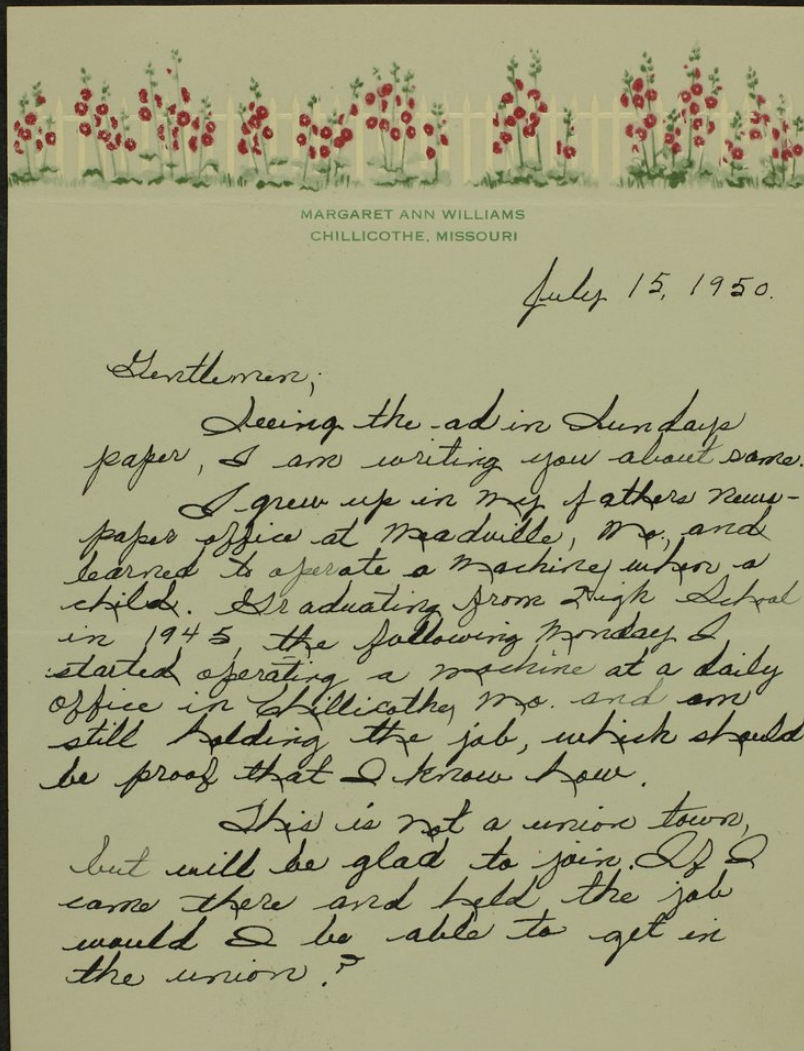 MARGARET ANN WILLIAMS
CHILLICOTHE, MISSOURI
July 15, 1950.
Gentlemen;
Seeing the ad in Sundays
paper, I am writing you about same.
I grew up in my fathers news-
paper office at Meadville, Mo., and
learned to operate a machine when a
child. Graduating from High School
in 1945, the following Monday I
started operating a machine at a daily
office in Chillicothe, Mo. and am
still holding the job, which should
be proof that I know how.
This is not a union town,
but will be glad to join. If I
came there and held the job
would I be able to get in
the union?